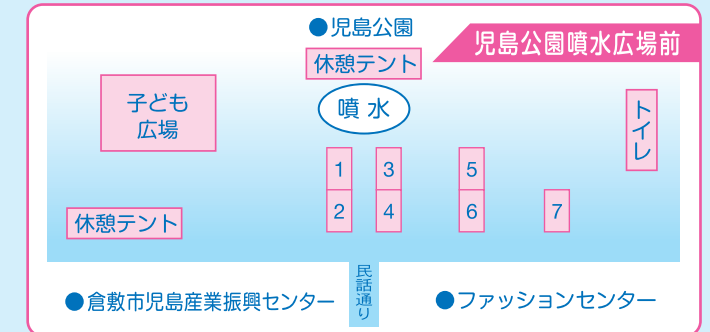 ●児島公園
児島公園噴水広場前
休憩テント
子ども
広場
噴水
トイレ
1 3 5
2 4 6 7
休憩テント
民話通り
●倉敷市児島産業振興センター
●ファッションセンター